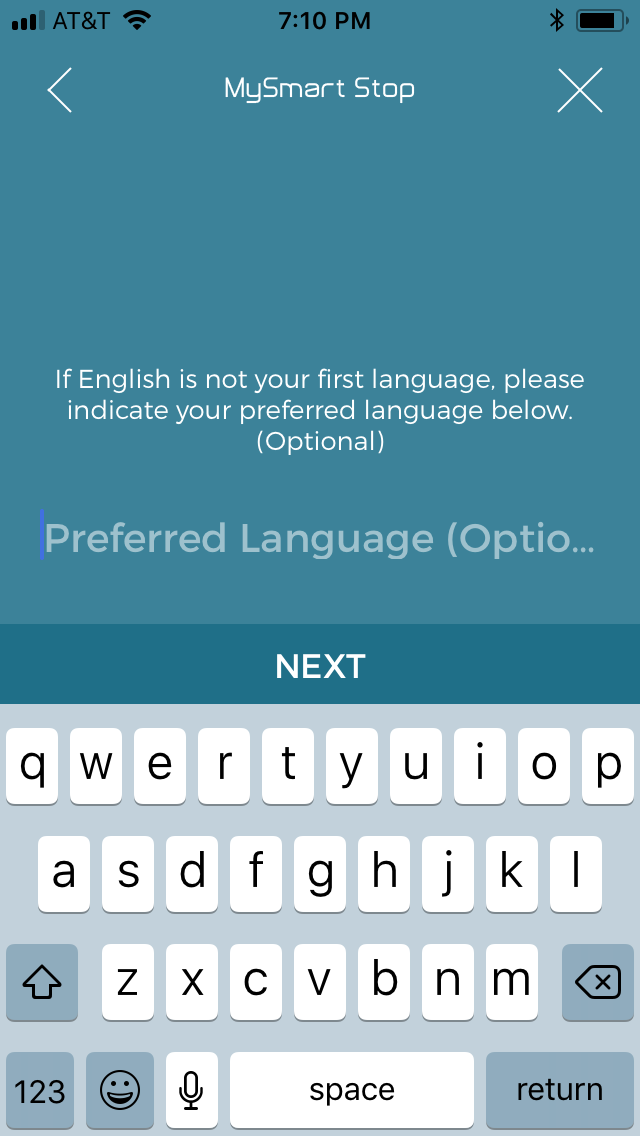 AT&T 7:10 PM
MySmart Stop
If English is not your first language, please
indicate your preferred language below.
(Optional)
Preferred Language (Optio...
NEXT
q w e r t y u i o p
a s d f g h j k l
z x c v b n m
123 space return